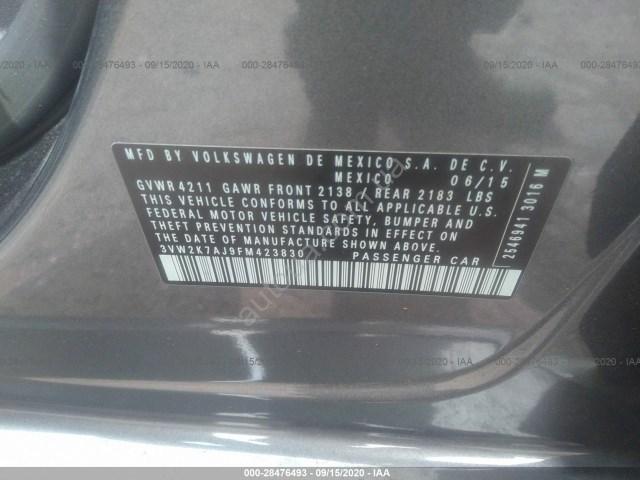 000-28476493 - 09/15/2020 - IAA
MFD BY VOLKSWAGEN DE MEXICO S.A. DE C.V.
MEXICO 06/15
GVWR 4211 GAWR FRONT 2138 / REAR 2183 LBS
THIS VEHICLE CONFORMS TO ALL APPLICABLE U.S.
FEDERAL MOTOR VEHICLE SAFETY, BUMPER AND
THEFT PREVENTION STANDARDS IN EFFECT ON
THE DATE OF MANUFACTURE SHOWN ABOVE.
3VW2K7AJ9FM423830 PASSENGER CAR
2546941 3016 M
000-28476493 - 09/15/2020 - IAA